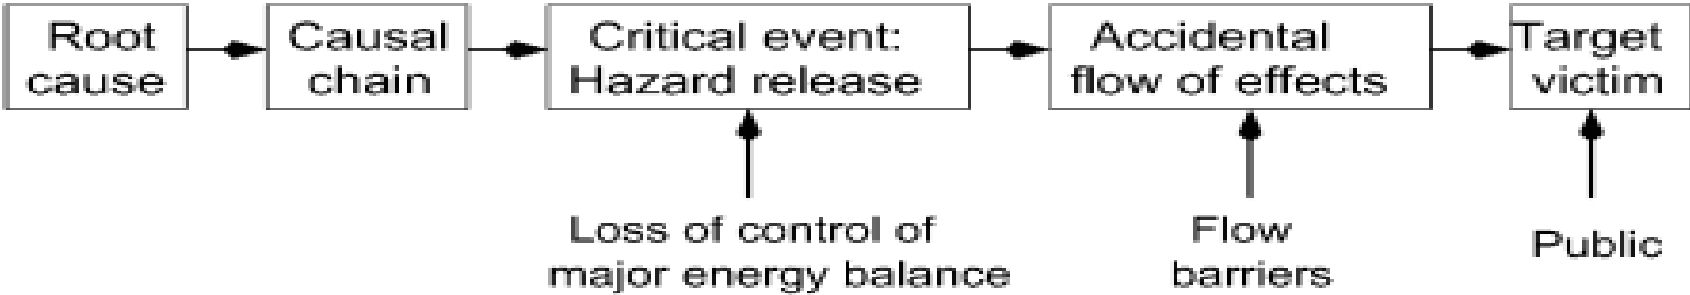 Root
cause
Causal
chain
Critical event:
Hazard release
Accidental
flow of effects
Target
victim
Loss of control of
major energy balance
Flow
barriers
Public